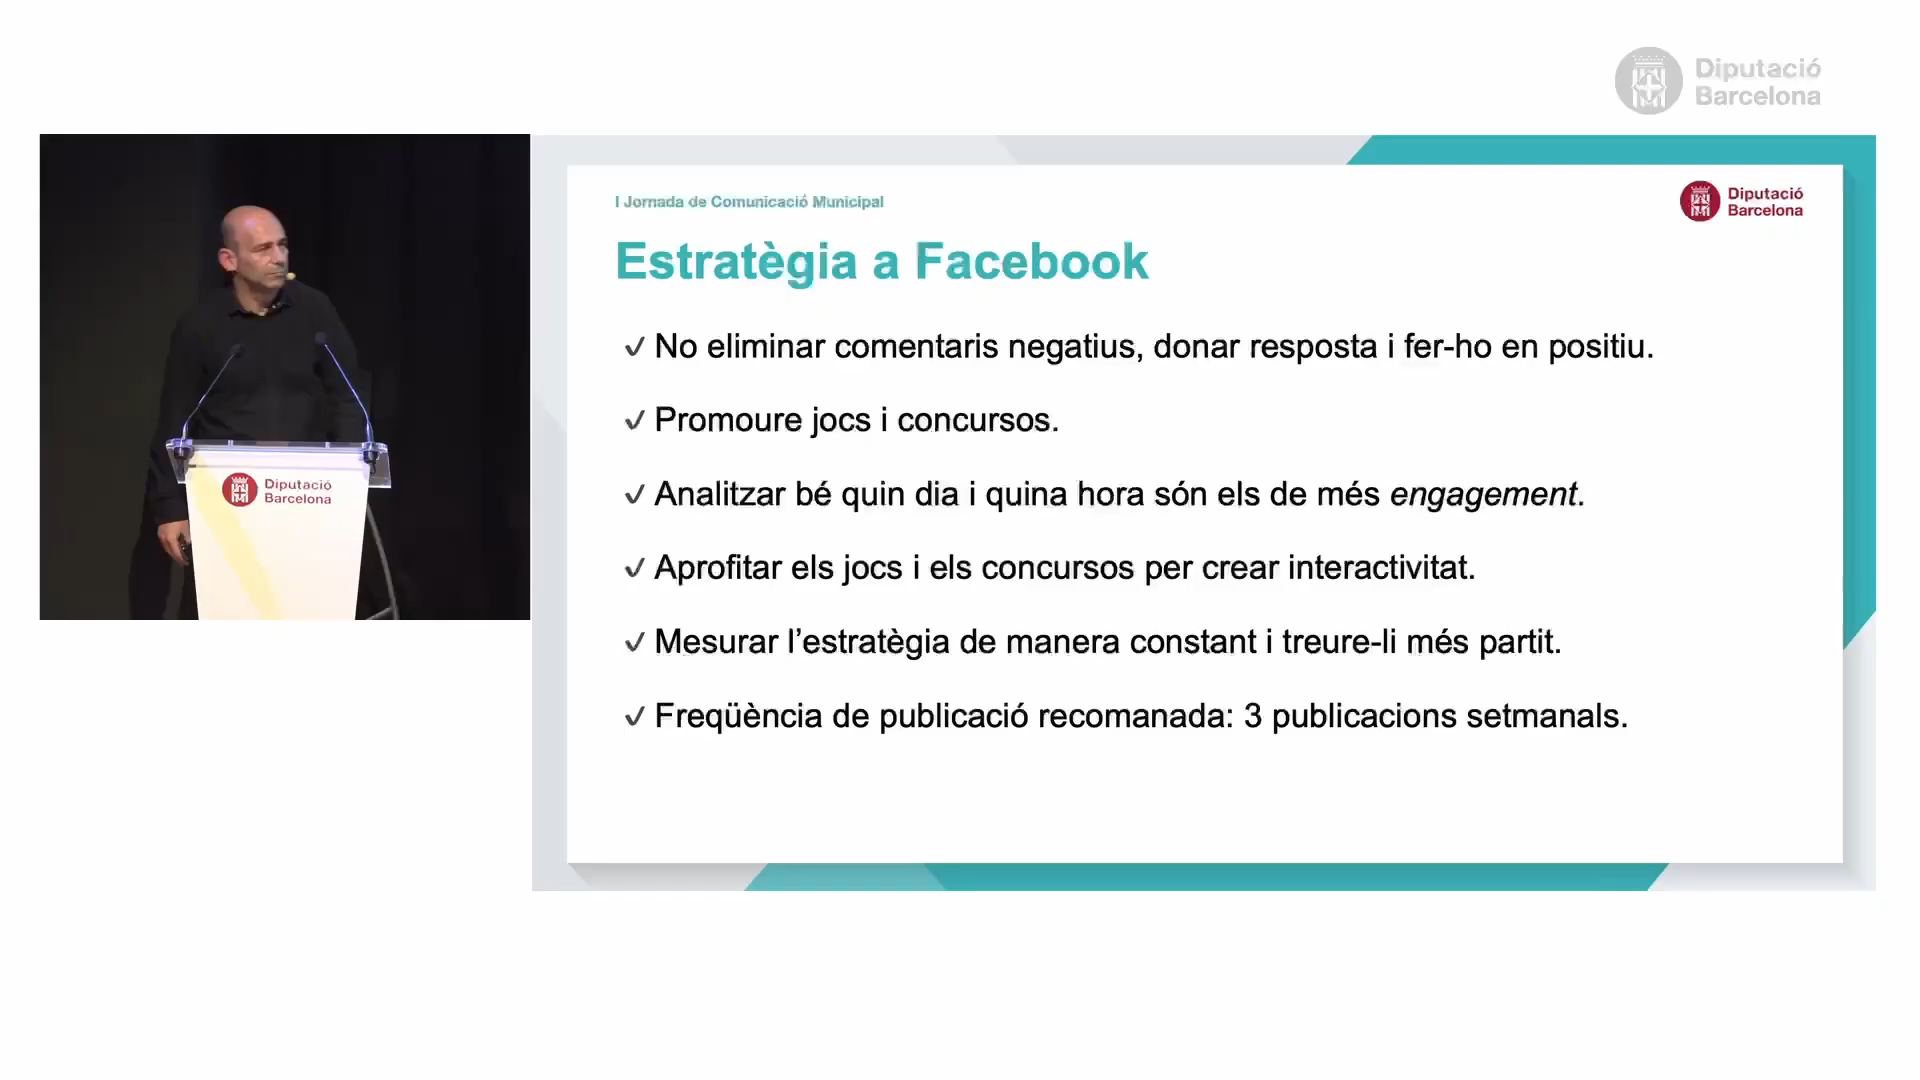 Diputació
Barcelona
I Jornada de Comunicació Municipal
Diputació
Barcelona
Estratègia a Facebook
✓ No eliminar comentaris negatius, donar resposta i fer-ho en positiu.
✓ Promoure jocs i concursos.
✓ Analitzar bé quin dia i quina hora són els de més engagement.
✓ Aprofitar els jocs i els concursos per crear interactivitat.
✓ Mesurar l’estratègia de manera constant i treure-li més partit.
✓ Freqüència de publicació recomanada: 3 publicacions setmanals.
Diputació
Barcelona